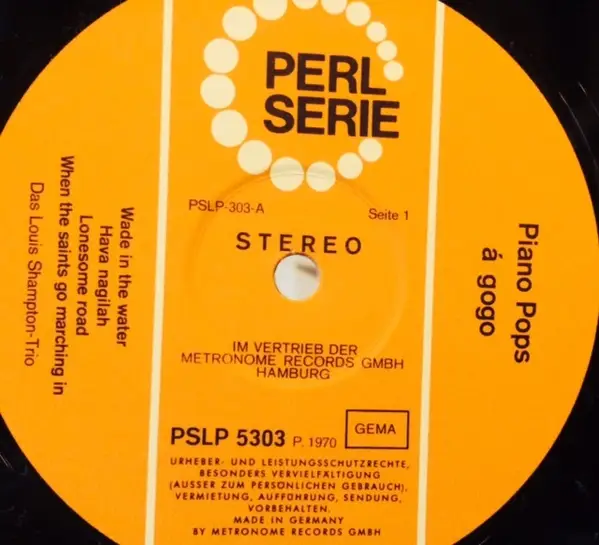 PERL
SERIE
PSLP-303-A
Seite 1
STEREO
IM VERTRIEB DER
METRONOME RECORDS GMBH
HAMBURG
PSLP 5303 P. 1970
GEMA
URHEBER- UND LEISTUNGSSCHUTZRECHTE,
BESONDERS VERVIELFÄLTIGUNG
(AUSSER ZUM PERSÖNLICHEN GEBRAUCH),
VERMIETUNG, AUFFÜHRUNG, SENDUNG,
VORBEHALTEN.
MADE IN GERMANY
BY METRONOME RECORDS GMBH
Piano Pops
á gogo
Wade in the water
Hava nagilah
Lonesome road
When the saints go marching in
Das Louis Shampton-Trio